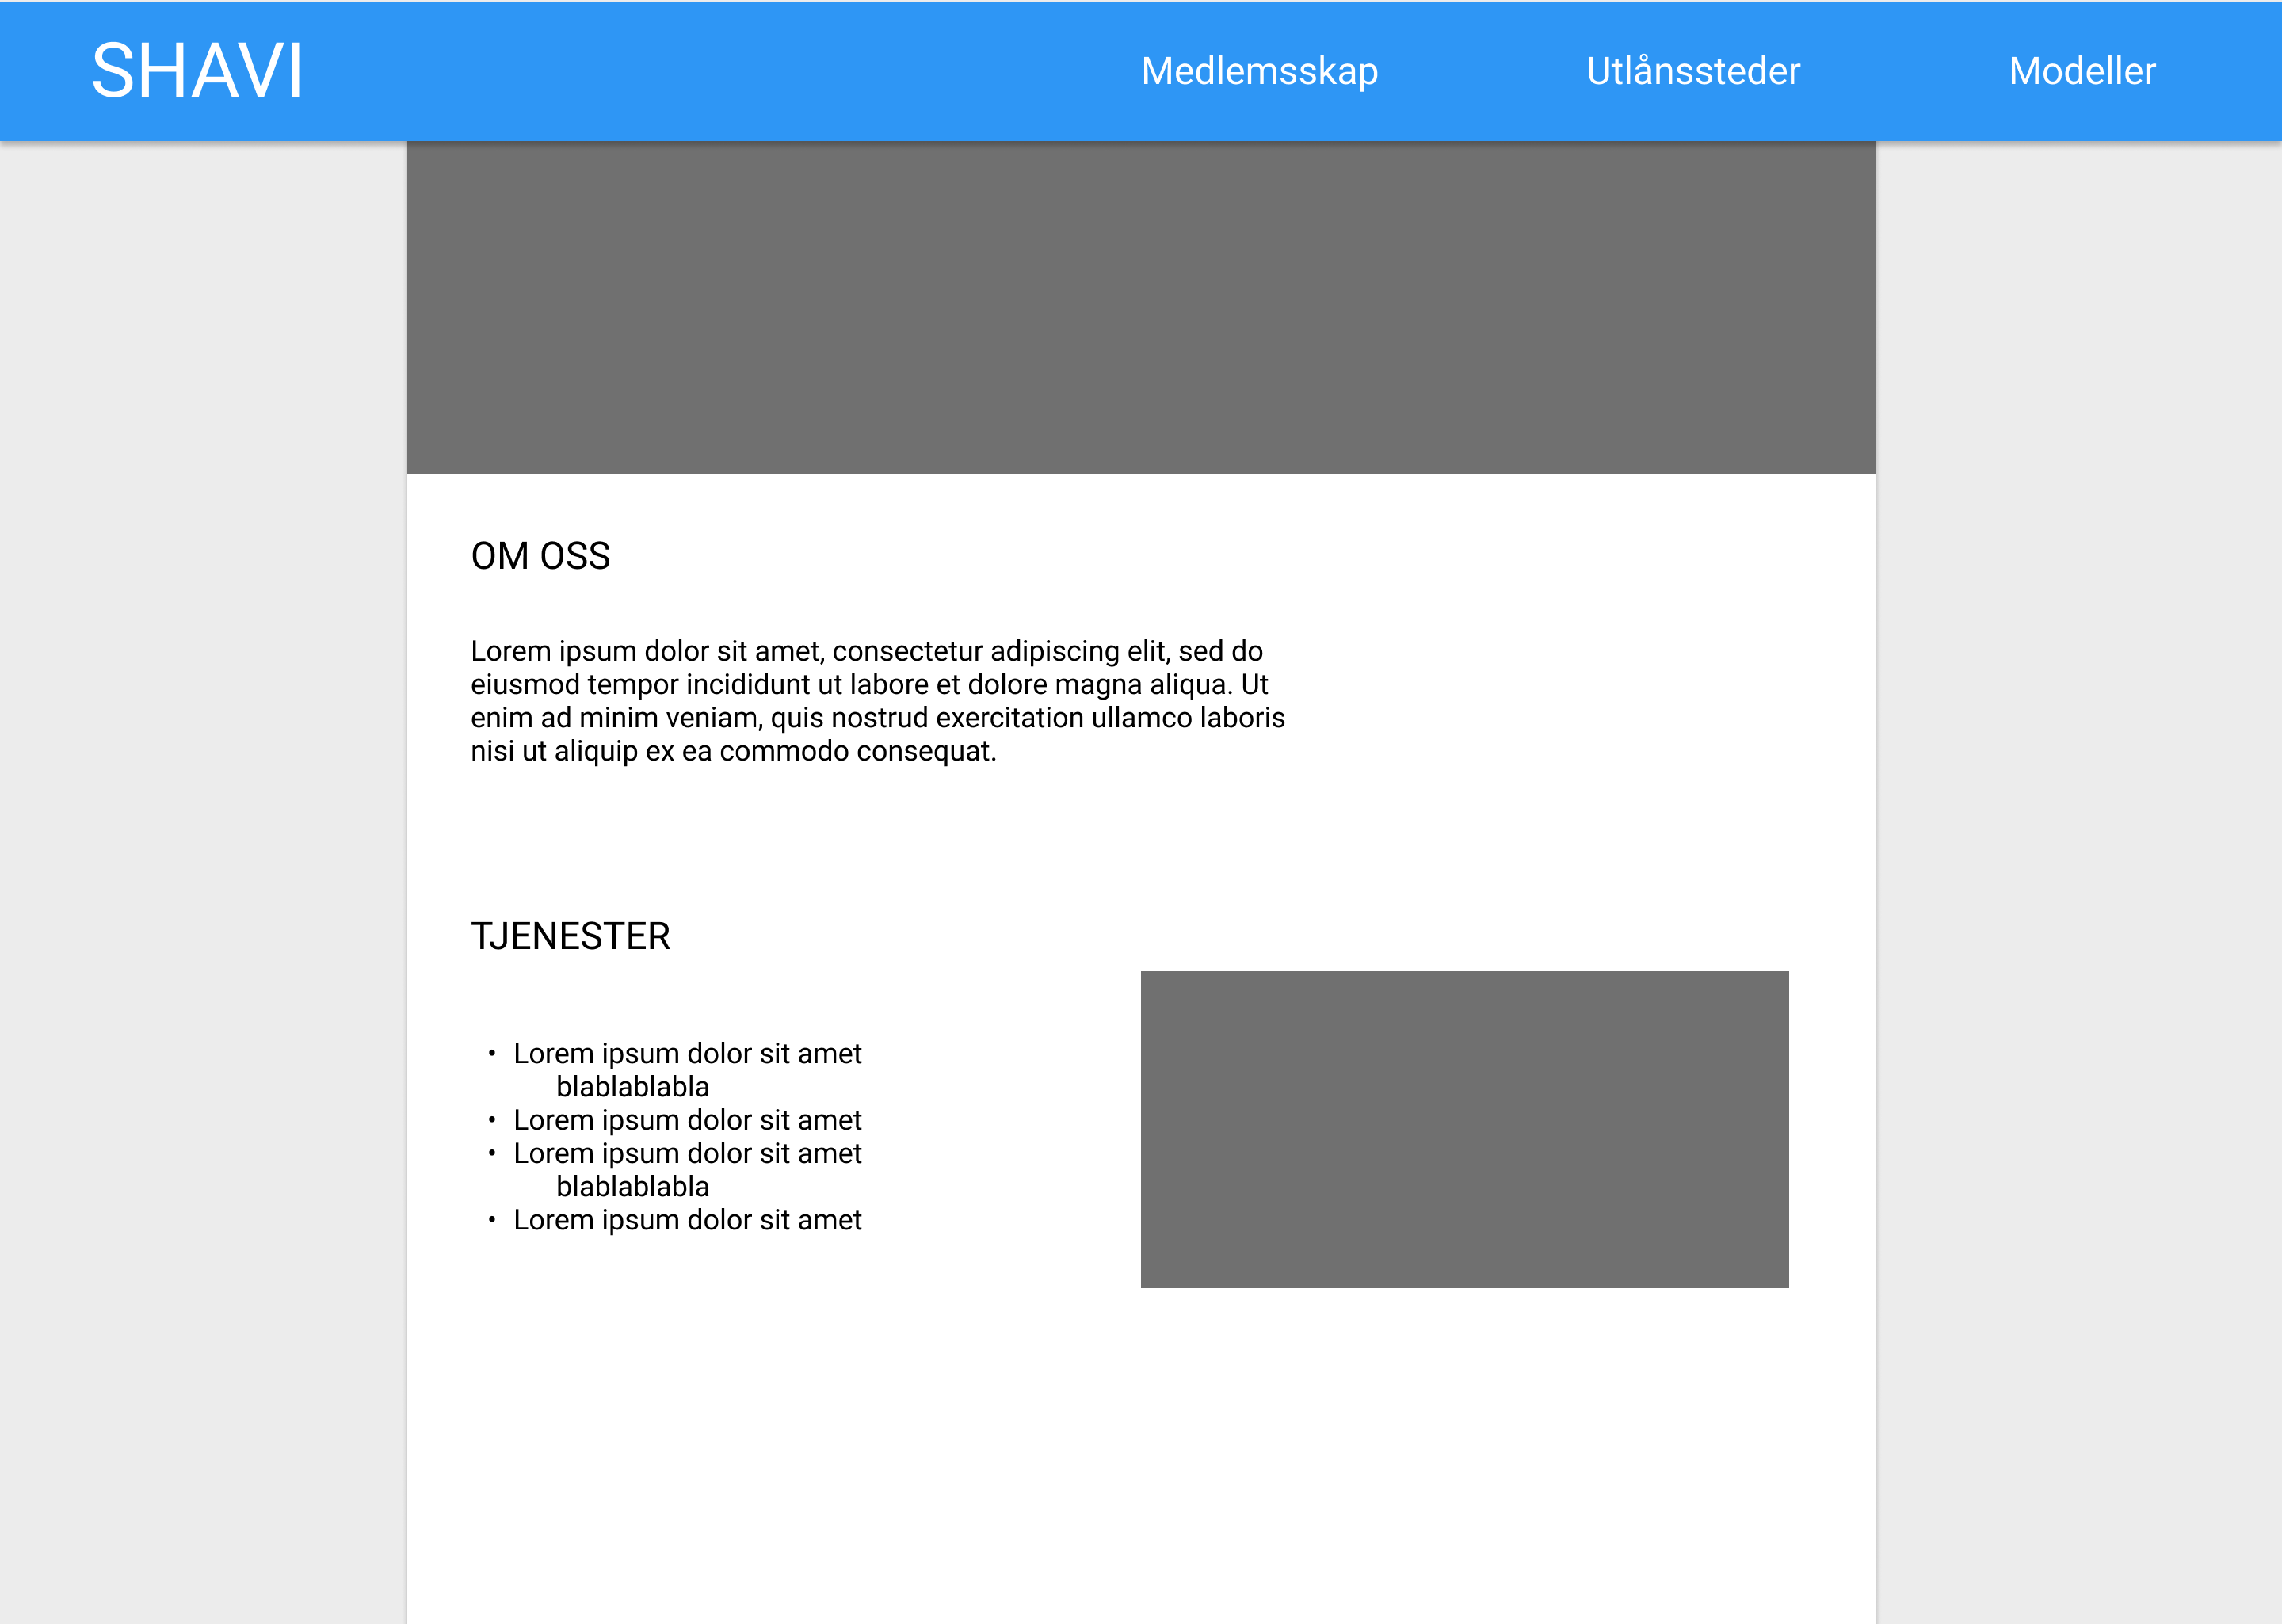 SHAVI
Medlemsskap
Utlånssteder
Modeller
OM OSS
Lorem ipsum dolor sit amet, consectetur adipiscing elit, sed do
eiusmod tempor incididunt ut labore et dolore magna aliqua. Ut
enim ad minim veniam, quis nostrud exercitation ullamco laboris
nisi ut aliquip ex ea commodo consequat.
TJENESTER
• Lorem ipsum dolor sit amet
blablablabla
• Lorem ipsum dolor sit amet
• Lorem ipsum dolor sit amet
blablablabla
• Lorem ipsum dolor sit amet